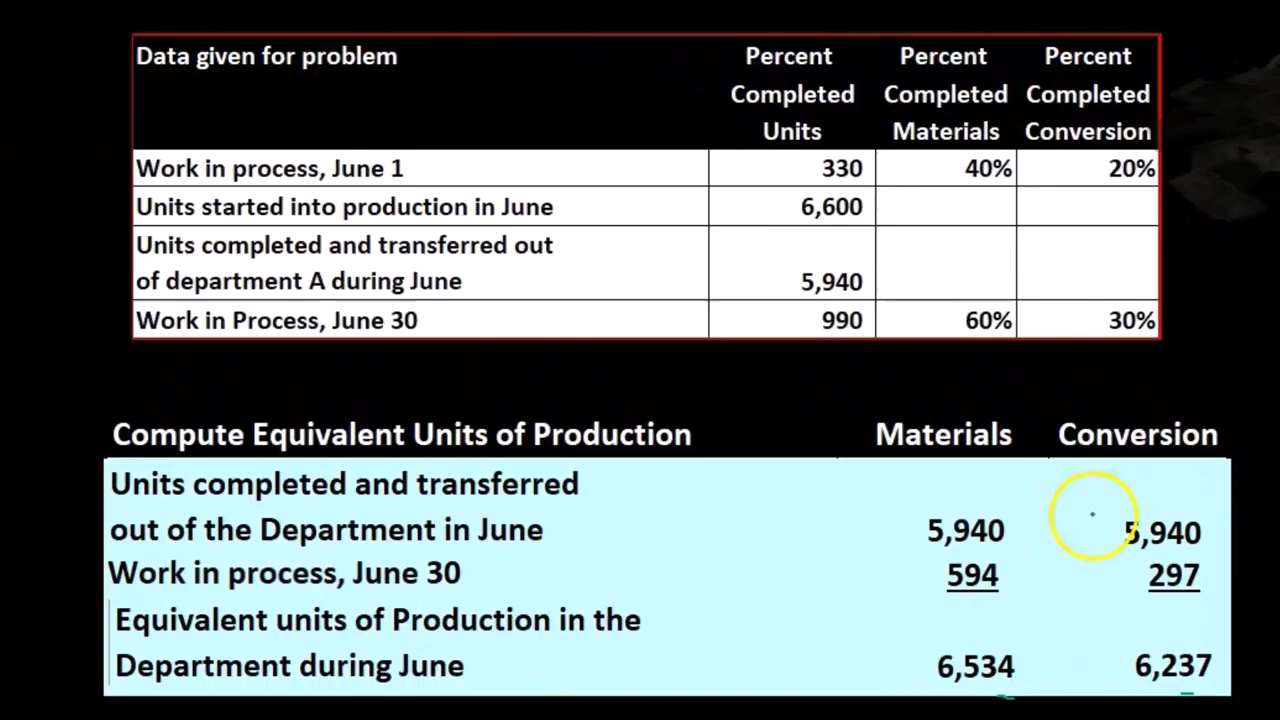 Data given for problem Percent Percent Percent
Completed Completed Completed
Units Materials Conversion
Work in process, June 1 330 40% 20%
Units started into production in June 6,600
Units completed and transferred out
of department A during June 5,940
Work in Process, June 30 990 60% 30%
Compute Equivalent Units of Production Materials Conversion
Units completed and transferred
out of the Department in June 5,940 5,940
Work in process, June 30 594 297
Equivalent units of Production in the
Department during June 6,534 6,237